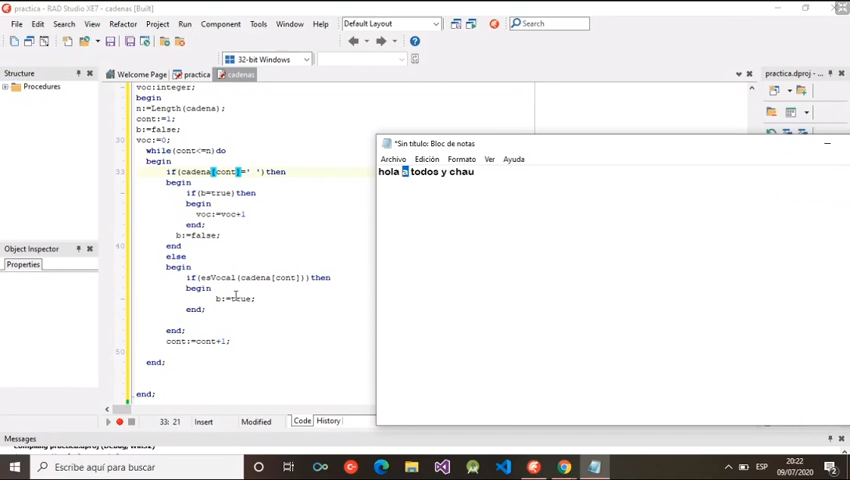 practica - RAD Studio XE7 - cadenas [Built]
File Edit Search View Refactor Project Run Component Tools Window Help
Default Layout
Search
32-bit Windows
Structure
Welcome Page practica cadenas
practica.dproj - P...
Procedures
voc:integer;
begin
n:=Length(cadena);
cont:=1;
b:=false;
30 voc:=0;
while(cont<=n)do
begin
33 if(cadena[cont]=' ')then
begin
if(b=true)then
begin
voc:=voc+1
end;
b:=false;
40 end
else
begin
if(esVocal(cadena[cont]))then
begin
b:=true;
end;
end;
cont:=cont+1;
50
end;
end;
Object Inspector
Properties
*Sin título: Bloc de notas
Archivo Edición Formato Ver Ayuda
hola a todos y chau
33: 21 Insert Modified Code History
Messages
Escribe aquí para buscar
ESP
20:22
09/07/2020